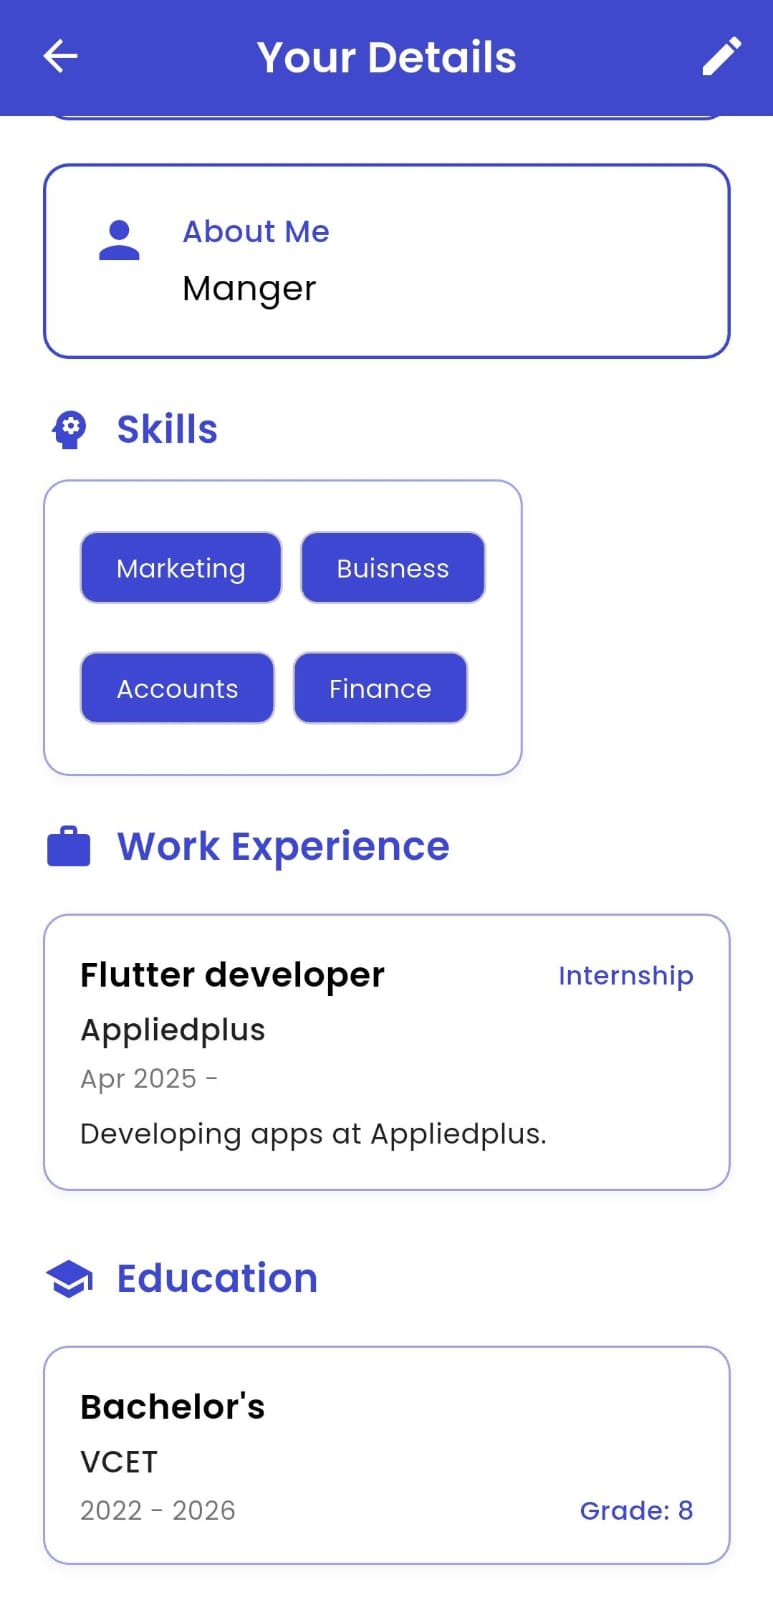 Your Details
About Me
Manger
Skills
Marketing
Buisness
Accounts
Finance
Work Experience
Flutter developer
Internship
Appliedplus
Apr 2025 -
Developing apps at Appliedplus.
Education
Bachelor's
VCET
2022 - 2026
Grade: 8